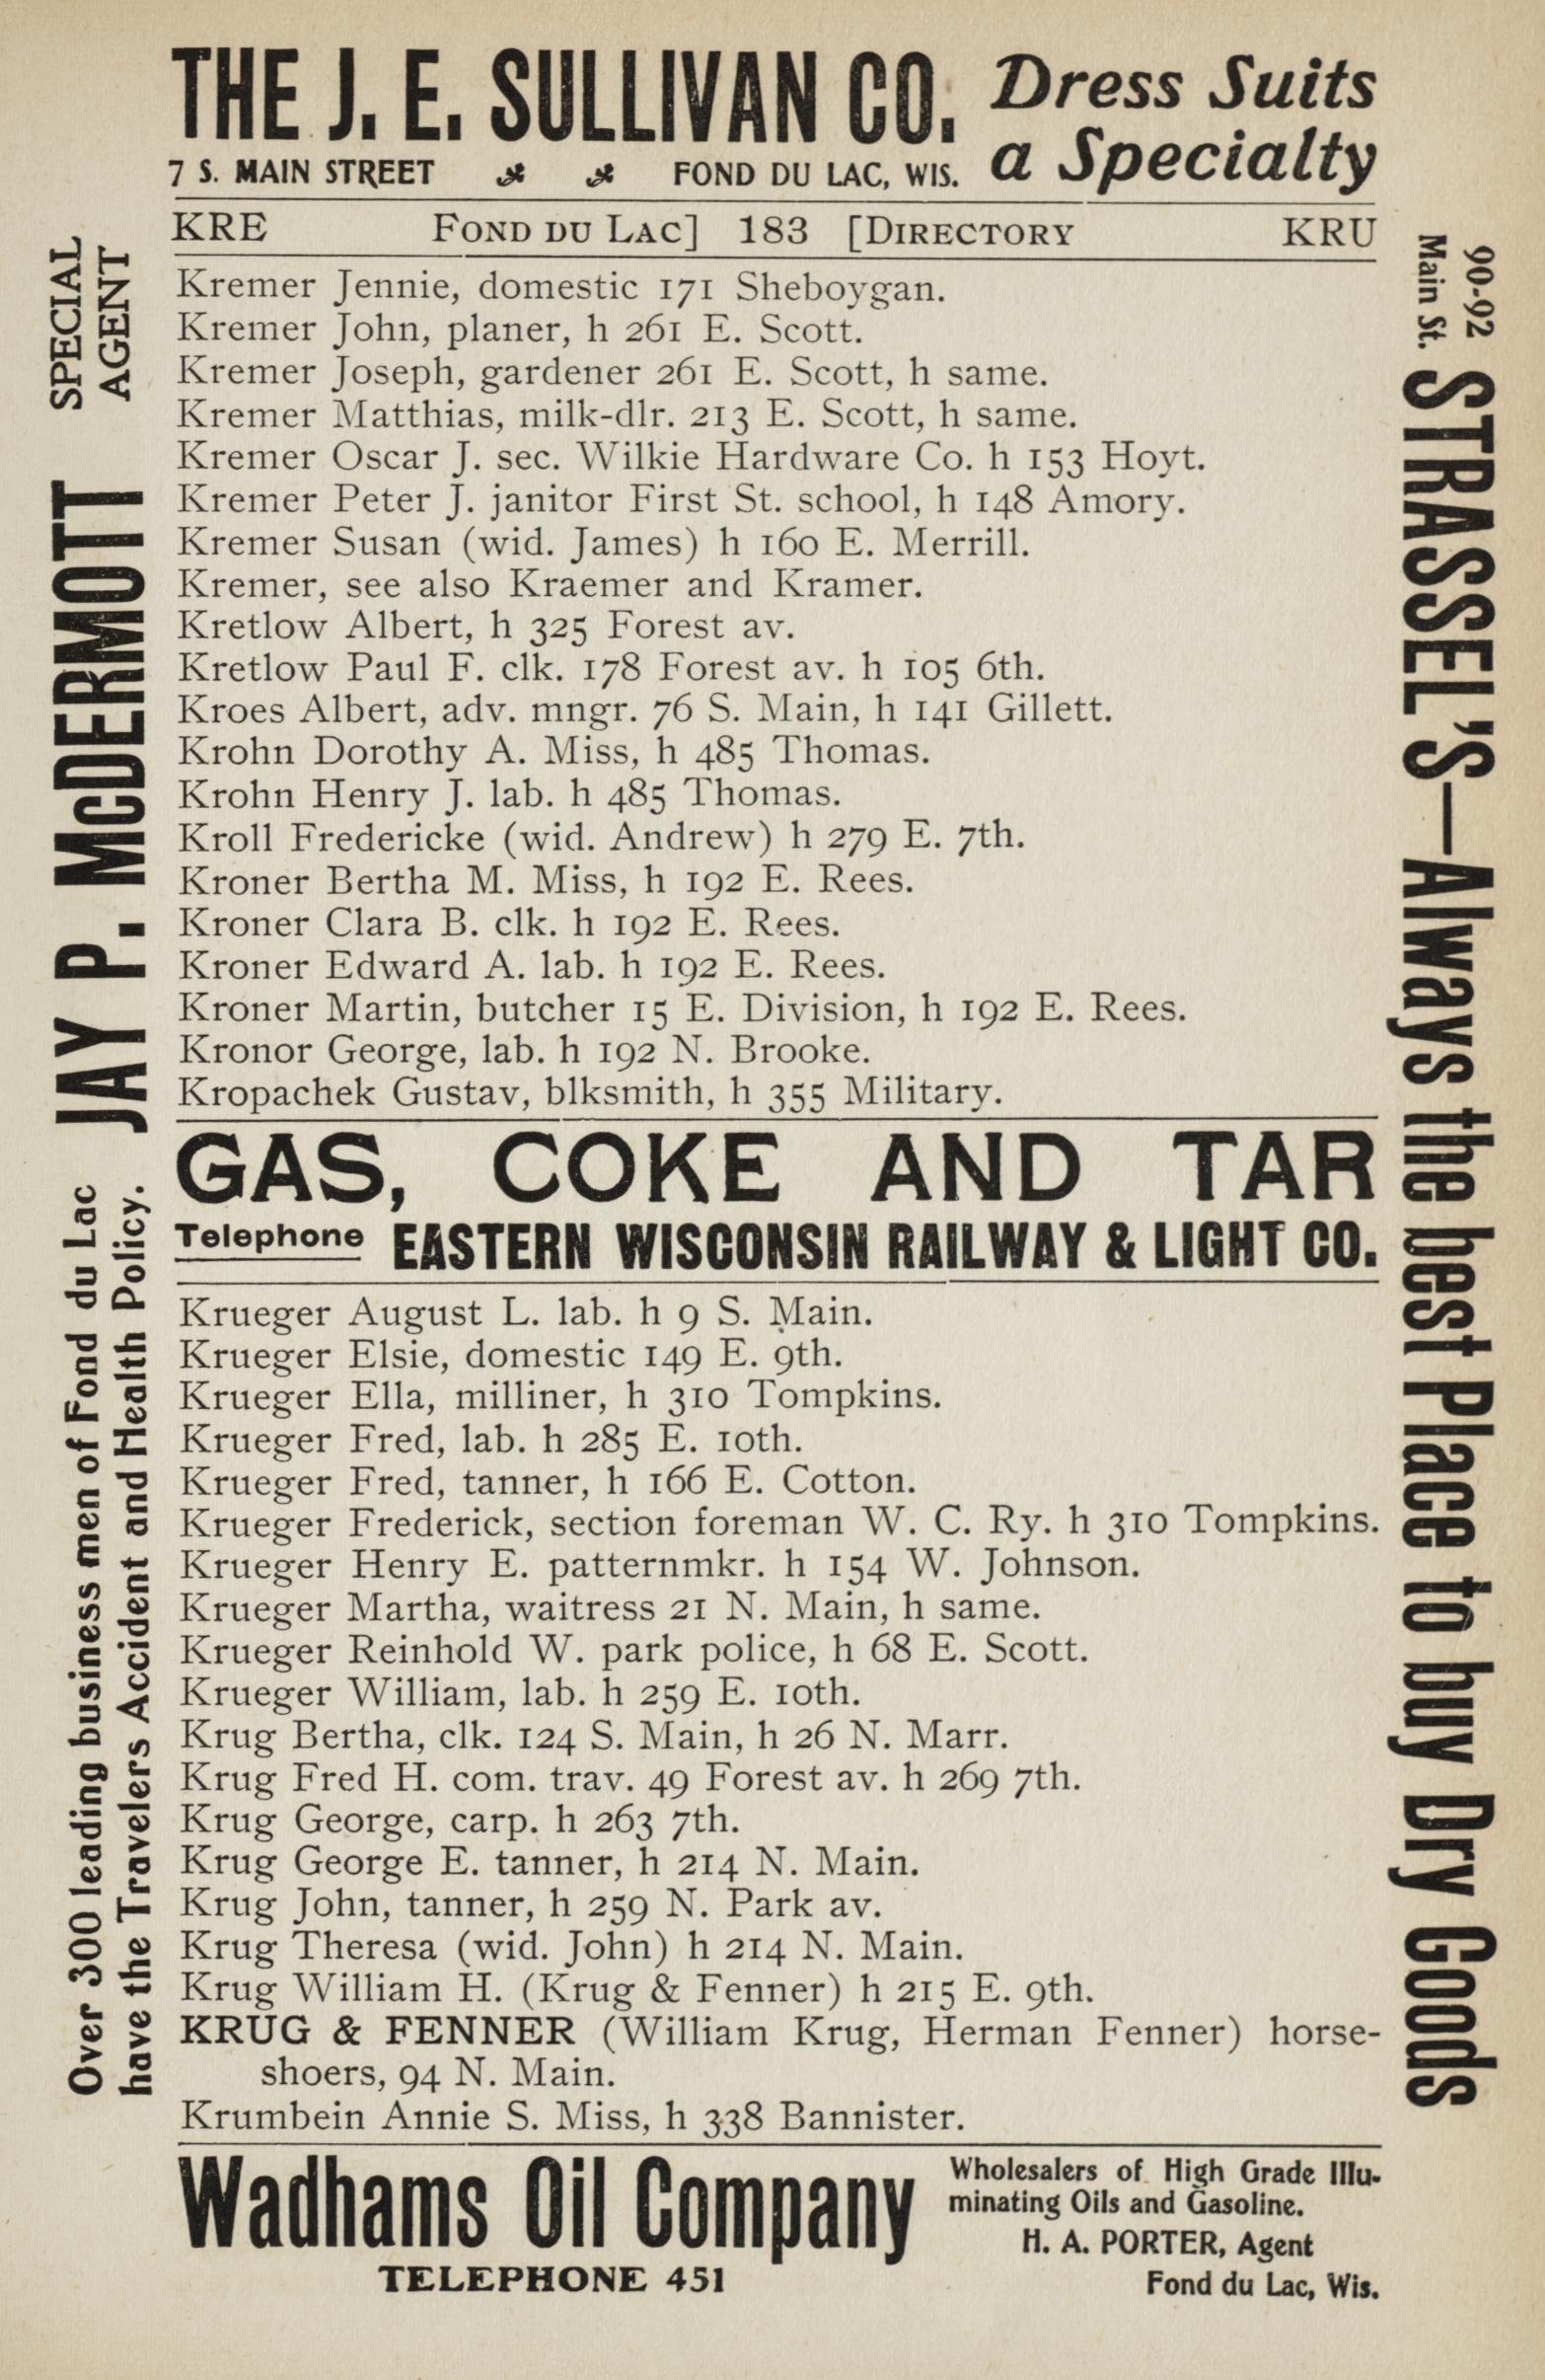 THE J. E. SULLIVAN CO. Dress Suits
a Specialty
7 S. MAIN STREET FOND DU LAC, WIS.
KRE FOND DU LAC] 183 [DIRECTORY KRU
Kremer Jennie, domestic 171 Sheboygan.
Kremer John, planer, h 261 E. Scott.
Kremer Joseph, gardener 261 E. Scott, h same.
Kremer Matthias, milk-dlr. 213 E. Scott, h same.
Kremer Oscar J. sec. Wilkie Hardware Co. h 153 Hoyt.
Kremer Peter J. janitor First St. school, h 148 Amory.
Kremer Susan (wid. James) h 160 E. Merrill.
Kremer, see also Kraemer and Kramer.
Kretlow Albert, h 325 Forest av.
Kretlow Paul F. clk. 178 Forest av. h 105 6th.
Kroes Albert, adv. mngr. 76 S. Main, h 141 Gillett.
Krohn Dorothy A. Miss, h 485 Thomas.
Krohn Henry J. lab. h 485 Thomas.
Kroll Fredericke (wid. Andrew) h 279 E. 7th.
Kroner Bertha M. Miss, h 192 E. Rees.
Kroner Clara B. clk. h 192 E. Rees.
Kroner Edward A. lab. h 192 E. Rees.
Kroner Martin, butcher 15 E. Division, h 192 E. Rees.
Kronor George, lab. h 192 N. Brooke.
Kropachek Gustav, blksmith, h 355 Military.
GAS, COKE AND TAR
Telephone EASTERN WISCONSIN RAILWAY & LIGHT CO.
Krueger August L. lab. h 9 S. Main.
Krueger Elsie, domestic 149 E. 9th.
Krueger Ella, milliner, h 310 Tompkins.
Krueger Fred, lab. h 285 E. 10th.
Krueger Fred, tanner, h 166 E. Cotton.
Krueger Frederick, section foreman W. C. Ry. h 310 Tompkins.
Krueger Henry E. patternmkr. h 154 W. Johnson.
Krueger Martha, waitress 21 N. Main, h same.
Krueger Reinhold W. park police, h 68 E. Scott.
Krueger William, lab. h 259 E. 10th.
Krug Bertha, clk. 124 S. Main, h 26 N. Marr.
Krug Fred H. com. trav. 49 Forest av. h 269 7th.
Krug George, carp. h 263 7th.
Krug George E. tanner, h 214 N. Main.
Krug John, tanner, h 259 N. Park av.
Krug Theresa (wid. John) h 214 N. Main.
Krug William H. (Krug & Fenner) h 215 E. 9th.
KRUG & FENNER (William Krug, Herman Fenner) horse-
shoers, 94 N. Main.
Krumbein Annie S. Miss, h 338 Bannister.
Wadhams Oil Company
TELEPHONE 451
Wholesalers of High Grade Illu-
minating Oils and Gasoline.
H. A. PORTER, Agent
Fond du Lac, Wis.
Over 300 leading business men of Fond du Lac
have the Travelers Accident and Health Policy.
JAY P. McDERMOTT
SPECIAL
AGENT
90-92
Main St.
STRASSEL'S—Always the best Place to buy Dry Goods